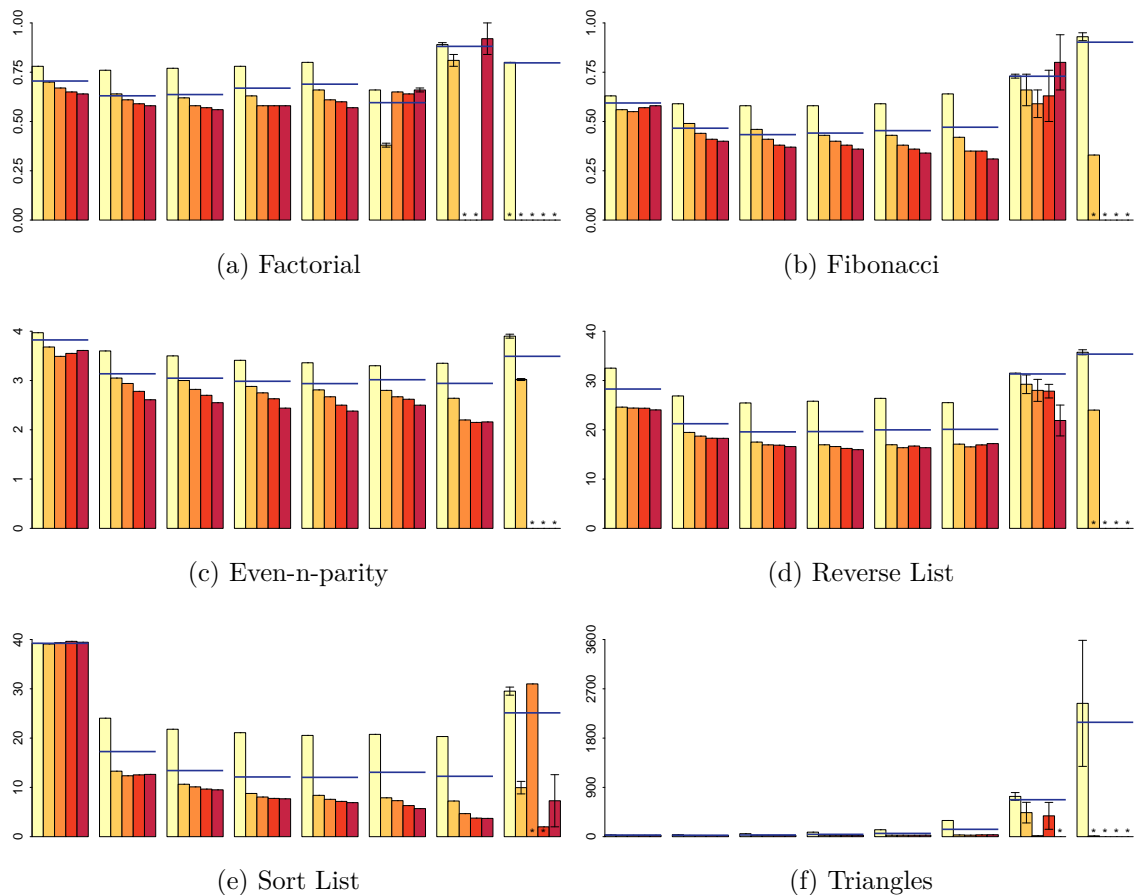 0.00 0.25 0.50 0.75 1.00
* * * * * * *
(a) Factorial
0.00 0.25 0.50 0.75 1.00
* * * *
(b) Fibonacci
0 1 2 3 4
* * *
(c) Even-n-parity
0 10 20 30 40
* * * *
(d) Reverse List
0 10 20 30 40
* *
(e) Sort List
0 900 1800 2700 3600
* * * * *
(f) Triangles